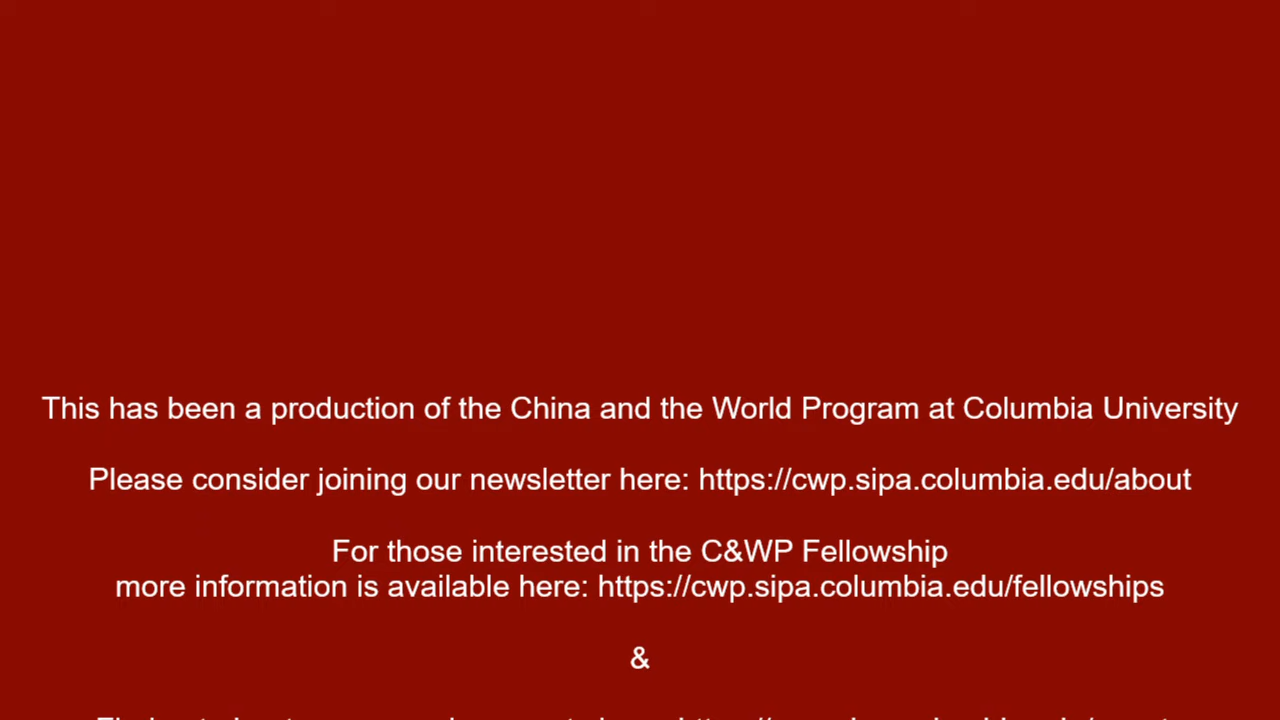 This has been a production of the China and the World Program at Columbia University
Please consider joining our newsletter here: https://cwp.sipa.columbia.edu/about
For those interested in the C&WP Fellowship
more information is available here: https://cwp.sipa.columbia.edu/fellowships
&